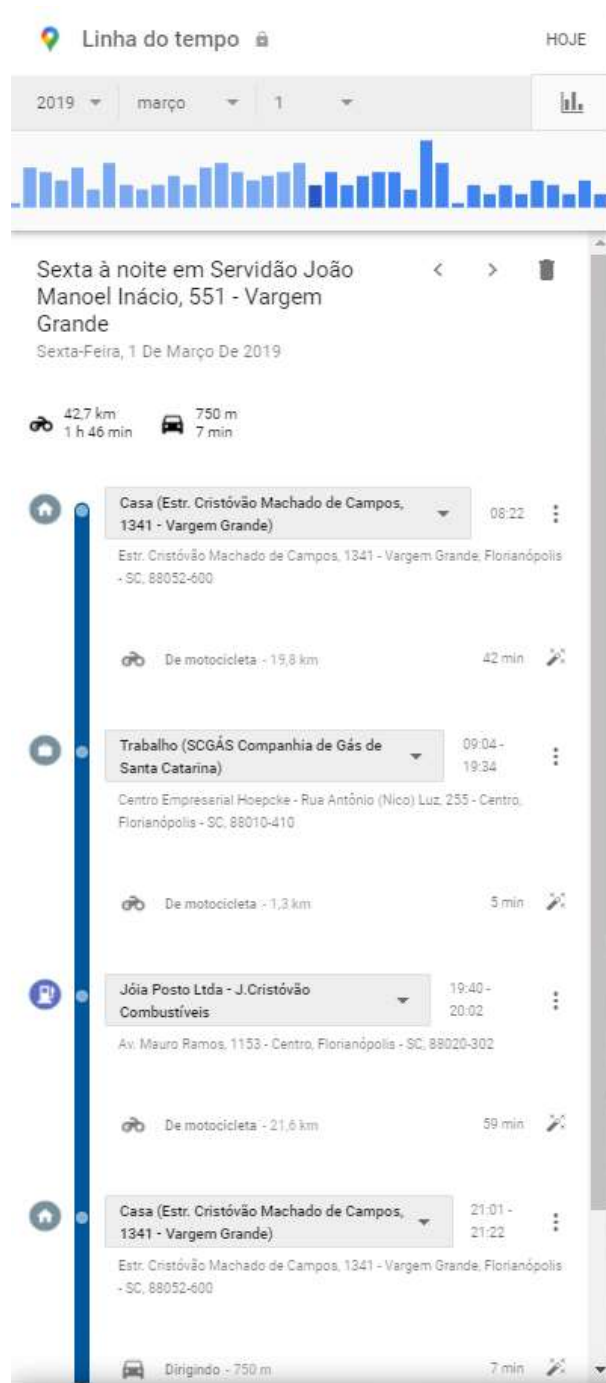 Linha do tempo
HOJE
2019 março 1
Sexta à noite em Servidão João
Manoel Inácio, 551 - Vargem
Grande
Sexta-Feira, 1 De Março De 2019
42,7 km
1 h 46 min
750 m
7 min
Casa (Estr. Cristóvão Machado de Campos,
1341 - Vargem Grande)
08:22
Estr. Cristóvão Machado de Campos, 1341 - Vargem Grande, Florianópolis
- SC, 88052-600
De motocicleta - 19,8 km
42 min
Trabalho (SCGÁS Companhia de Gás de
Santa Catarina)
09:04 -
19:34
Centro Empresarial Hoepcke - Rua Antônio (Nico) Luz, 255 - Centro,
Florianópolis - SC, 88010-410
De motocicleta - 1,3 km
5 min
Jóia Posto Ltda - J.Cristóvão
Combustíveis
19:40 -
20:02
Av. Mauro Ramos, 1153 - Centro, Florianópolis - SC, 88020-302
De motocicleta - 21,6 km
59 min
Casa (Estr. Cristóvão Machado de Campos,
1341 - Vargem Grande)
21:01 -
21:22
Estr. Cristóvão Machado de Campos, 1341 - Vargem Grande, Florianópolis
- SC, 88052-600
Dirigindo - 750 m
7 min